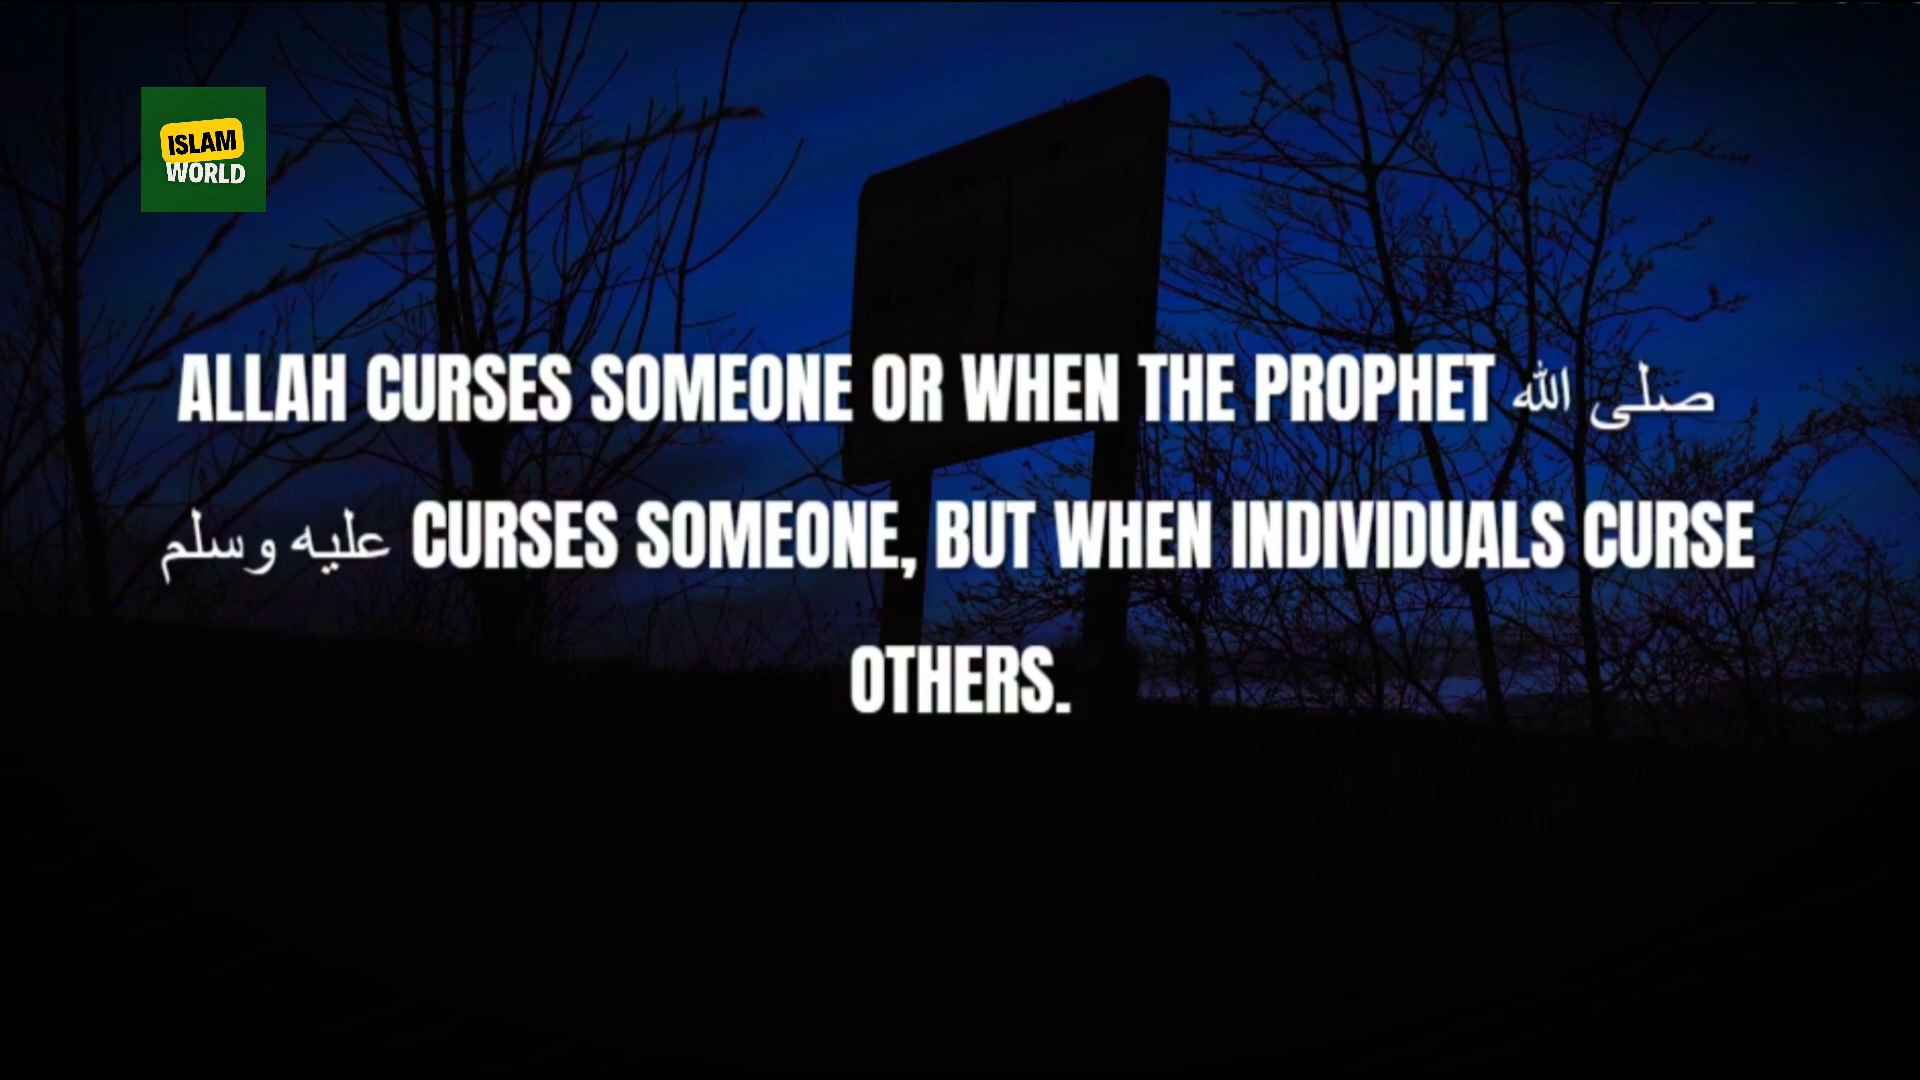 ISLAM
WORLD
ALLAH CURSES SOMEONE OR WHEN THE PROPHET صلى الله
عليه وسلم CURSES SOMEONE, BUT WHEN INDIVIDUALS CURSE
OTHERS.